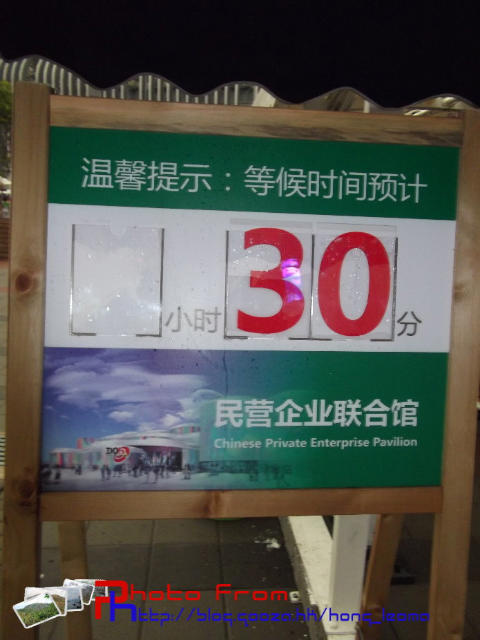 温馨提示：等候时间预计
小时 30 分
民营企业联合馆
Chinese Private Enterprise Pavilion
Photo From